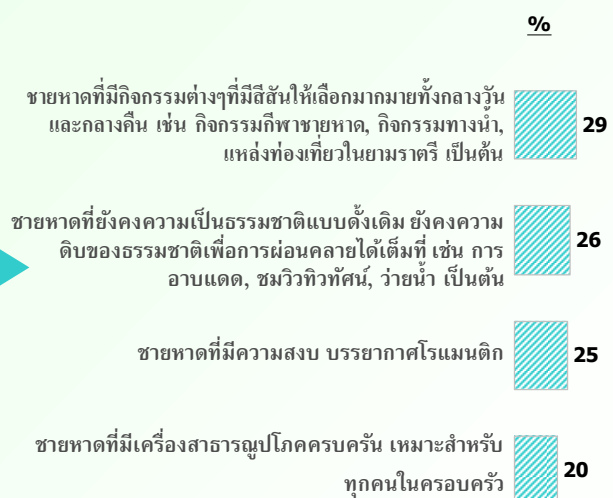 %
ชายหาดที่มีกิจกรรมต่างๆที่มีสีสันให้เลือกมากมายทั้งกลางวัน
และกลางคืน เช่น กิจกรรมกีฬาชายหาด, กิจกรรมทางน้ำ,
แหล่งท่องเที่ยวในยามราตรี เป็นต้น
29
ชายหาดที่ยังคงความเป็นธรรมชาติแบบดั้งเดิม ยังคงความ
ดิบของธรรมชาติเพื่อการผ่อนคลายได้เต็มที่ เช่น การ
อาบแดด, ชมวิวทิวทัศน์, ว่ายน้ำ เป็นต้น
26
ชายหาดที่มีความสงบ บรรยากาศโรแมนติก
25
ชายหาดที่มีเครื่องสาธารณูปโภคครบครัน เหมาะสำหรับ
ทุกคนในครอบครัว
20